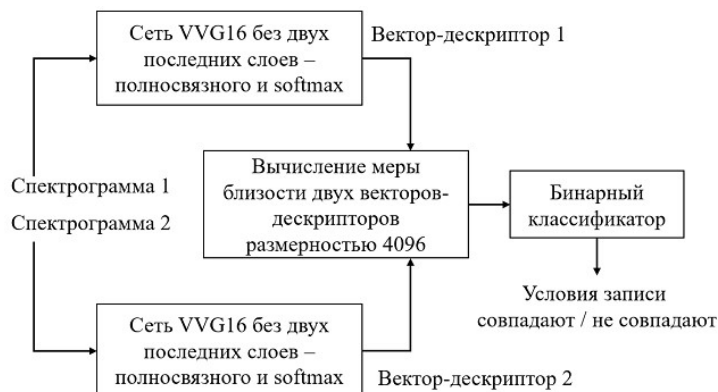 Сеть VVG16 без двух
последних слоев –
полносвязного и softmax
Вектор-дескриптор 1
Спектрограмма 1
Спектрограмма 2
Вычисление меры
близости двух векторов-
дескрипторов
размерностью 4096
Бинарный
классификатор
Условия записи
совпадают / не совпадают
Сеть VVG16 без двух
последних слоев –
полносвязного и softmax
Вектор-дескриптор 2